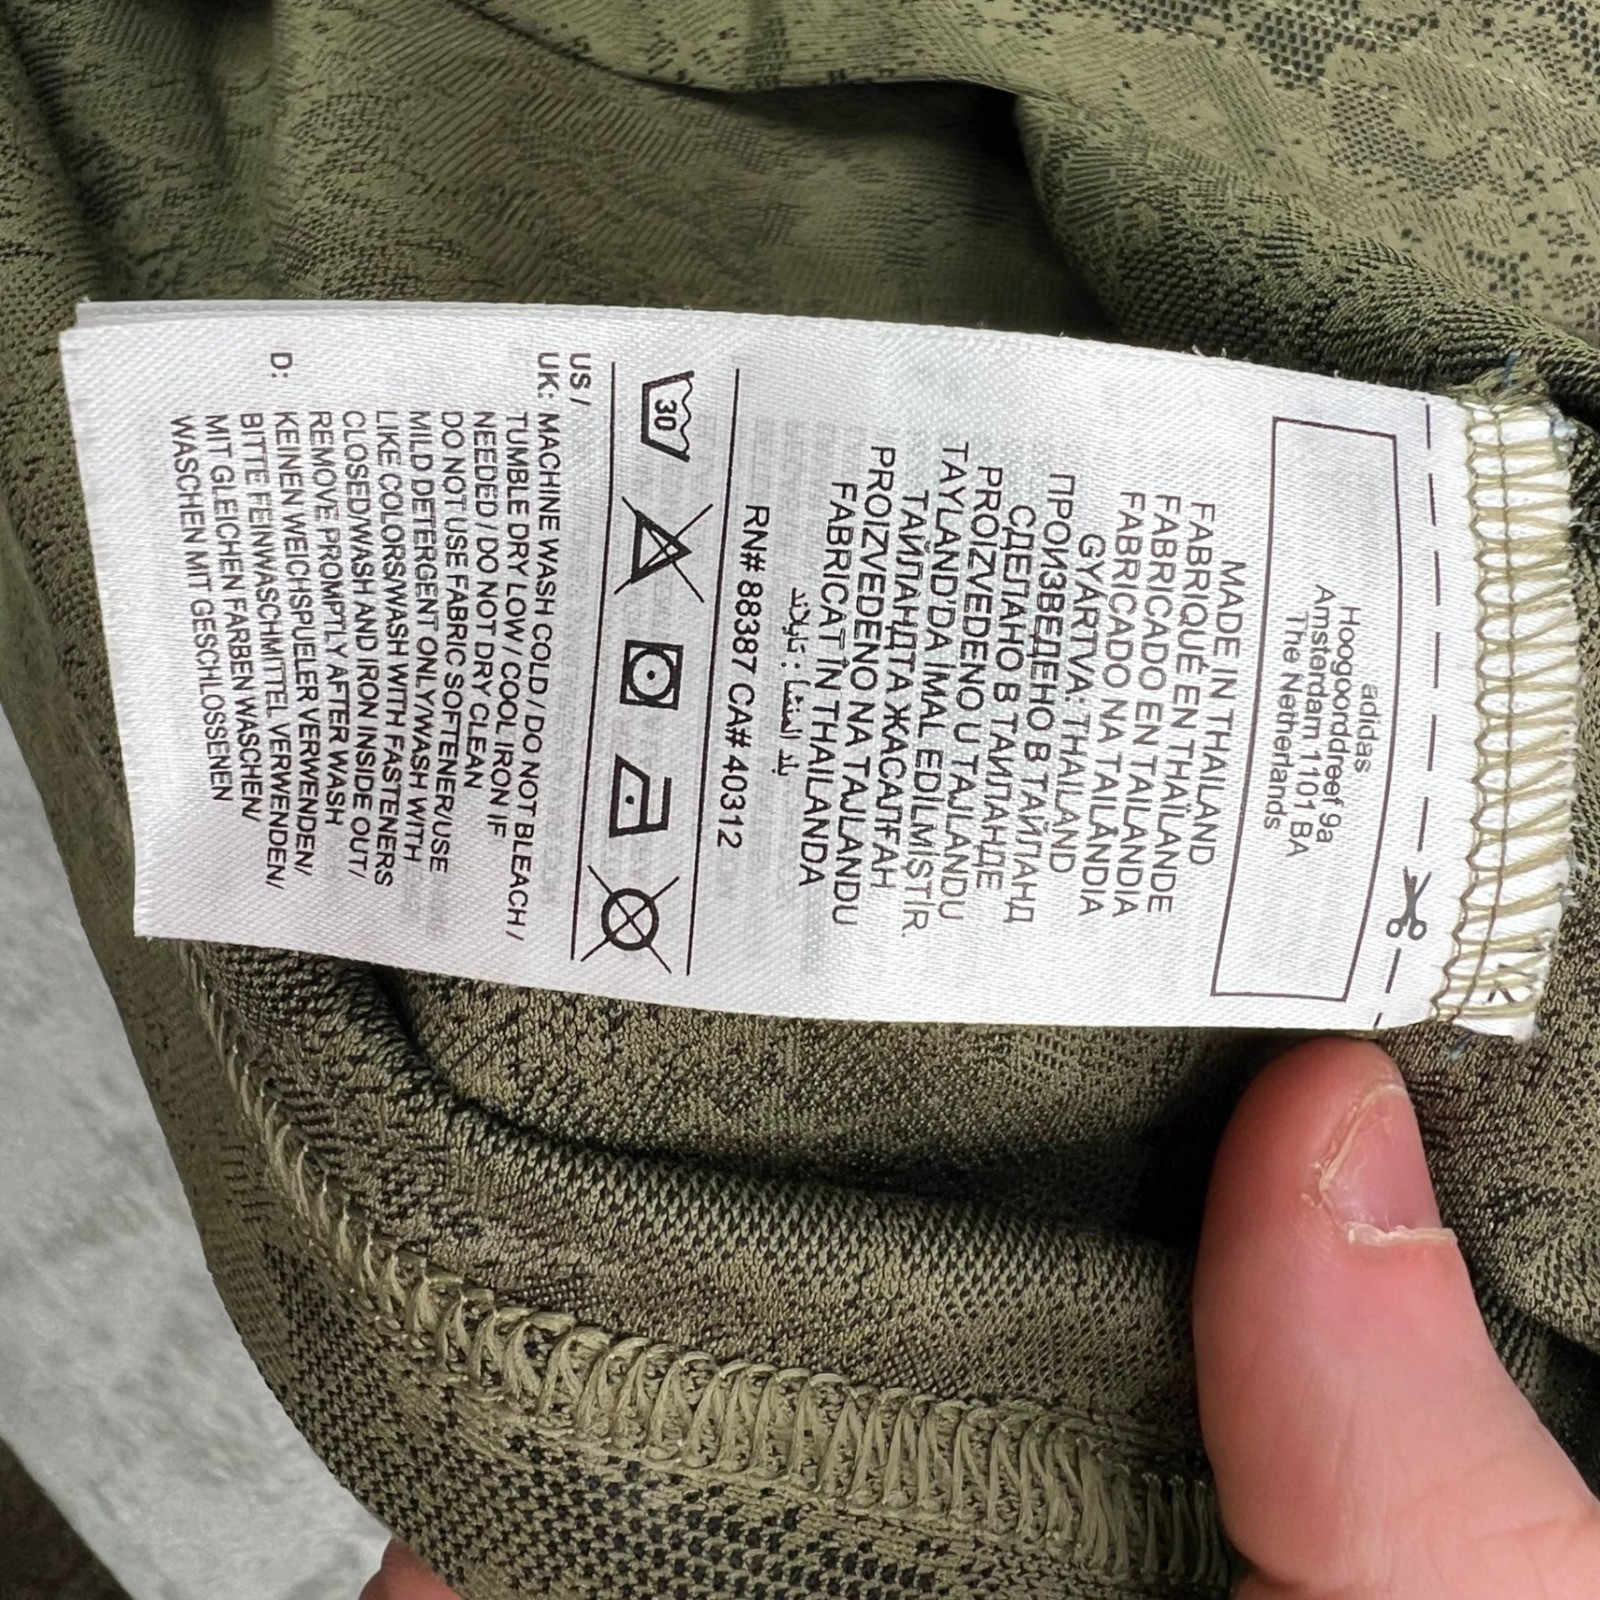 adidas
Hoogoorddreef 9a
Amsterdam 1101 BA
The Netherlands
MADE IN THAILAND
FABRIQUÉ EN THAÏLANDE
FABRICADO EN TAILANDIA
FABRICADO NA TAILÂNDIA
GYÁRTVA: THAILAND
ПРОИЗВЕДЕНО В ТАЙЛАНД
СДЕЛАНО В ТАИЛАНДЕ
PROIZVEDENO U TAJLANDU
TAYLAND'DA İMAL EDİLMİŞTİR.
ТАЙЛАНДТА ЖАСАЛҒАН
PROIZVEDENO NA TAJLANDU
FABRICAT ÎN THAILANDA
بلد المنشأ: تايلاند
RN# 88387 CA# 40312
30
US /
UK: MACHINE WASH COLD / DO NOT BLEACH /
TUMBLE DRY LOW / COOL IRON IF
NEEDED / DO NOT DRY CLEAN
DO NOT USE FABRIC SOFTENER/USE
MILD DETERGENT ONLY/WASH WITH
LIKE COLORS/WASH WITH FASTENERS
CLOSED/WASH AND IRON INSIDE OUT/
REMOVE PROMPTLY AFTER WASH
D: KEINEN WEICHSPUELER VERWENDEN/
BITTE FEINWASCHMITTEL VERWENDEN/
MIT GLEICHEN FARBEN WASCHEN/
WASCHEN MIT GESCHLOSSENEN